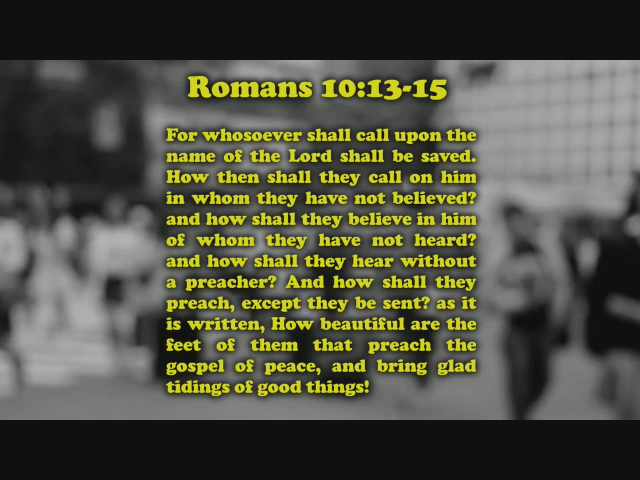 Romans 10:13-15
For whosoever shall call upon the
name of the Lord shall be saved.
How then shall they call on him
in whom they have not believed?
and how shall they believe in him
of whom they have not heard?
and how shall they hear without
a preacher? And how shall they
preach, except they be sent? as it
is written, How beautiful are the
feet of them that preach the
gospel of peace, and bring glad
tidings of good things!